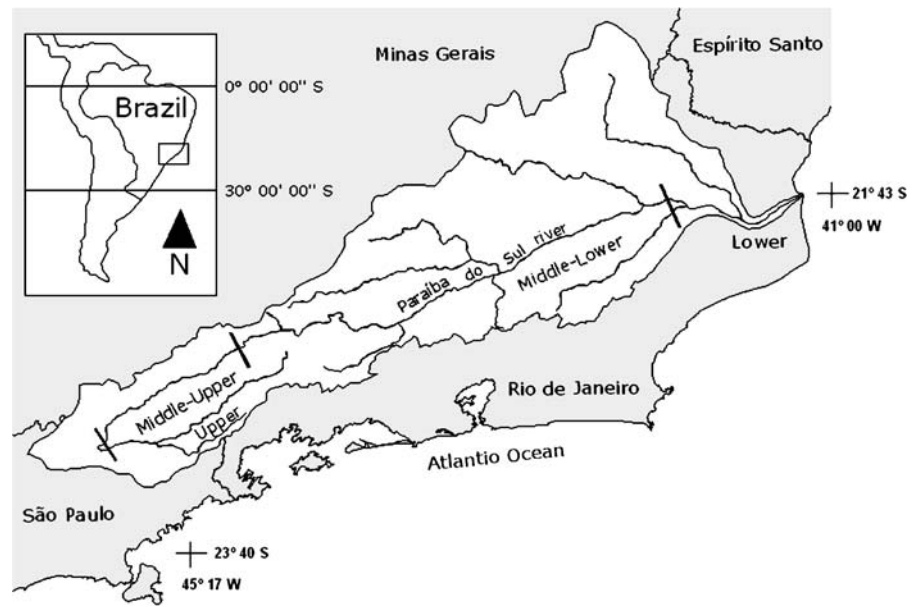 Minas Gerais
Espírito Santo
Brazil
0° 00' 00" S
30° 00' 00" S
N
21° 43 S
41° 00 W
Lower
Middle-Lower
Paraíba do Sul river
Middle-Upper
Upper
Rio de Janeiro
Atlantio Ocean
São Paulo
23° 40 S
45° 17 W